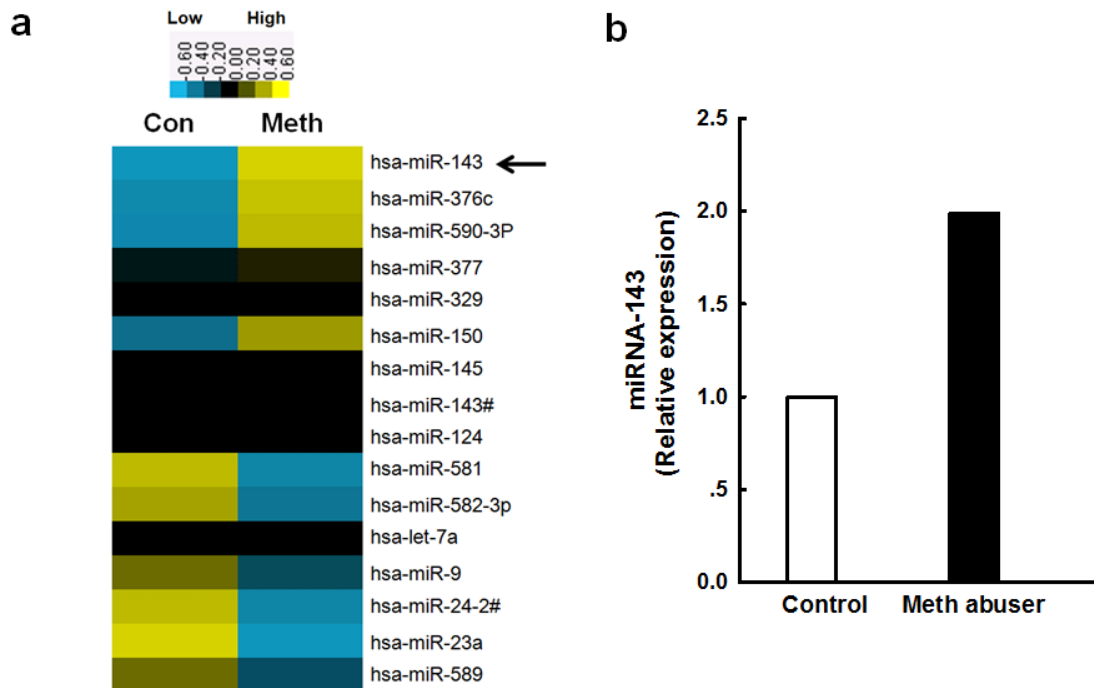 a
Low High
-0.60
-0.40
-0.20
0.00
0.20
0.40
0.60
Con Meth
hsa-miR-143
hsa-miR-376c
hsa-miR-590-3P
hsa-miR-377
hsa-miR-329
hsa-miR-150
hsa-miR-145
hsa-miR-143#
hsa-miR-124
hsa-miR-581
hsa-miR-582-3p
hsa-let-7a
hsa-miR-9
hsa-miR-24-2#
hsa-miR-23a
hsa-miR-589
b
miRNA-143
(Relative expression)
2.5
2.0
1.5
1.0
.5
0.0
Control Meth abuser